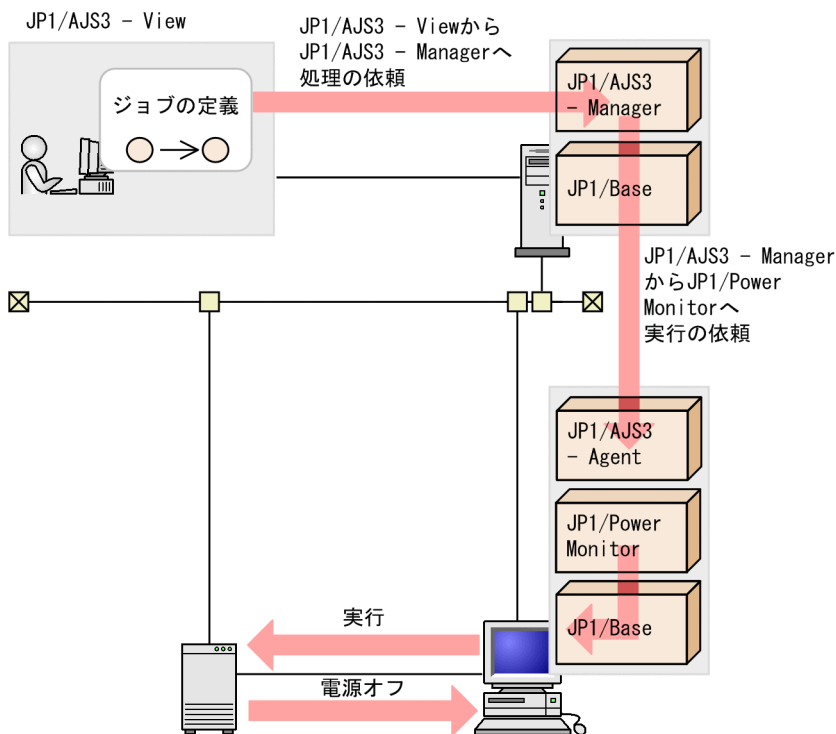 JP1/AJS3 - View
JP1/AJS3 - Viewから
JP1/AJS3 - Managerへ
処理の依頼
ジョブの定義
JP1/AJS3
- Manager
JP1/Base
JP1/AJS3 - Manager
からJP1/Power
Monitorへ
実行の依頼
JP1/AJS3
- Agent
JP1/Power
Monitor
JP1/Base
実行
電源オフ